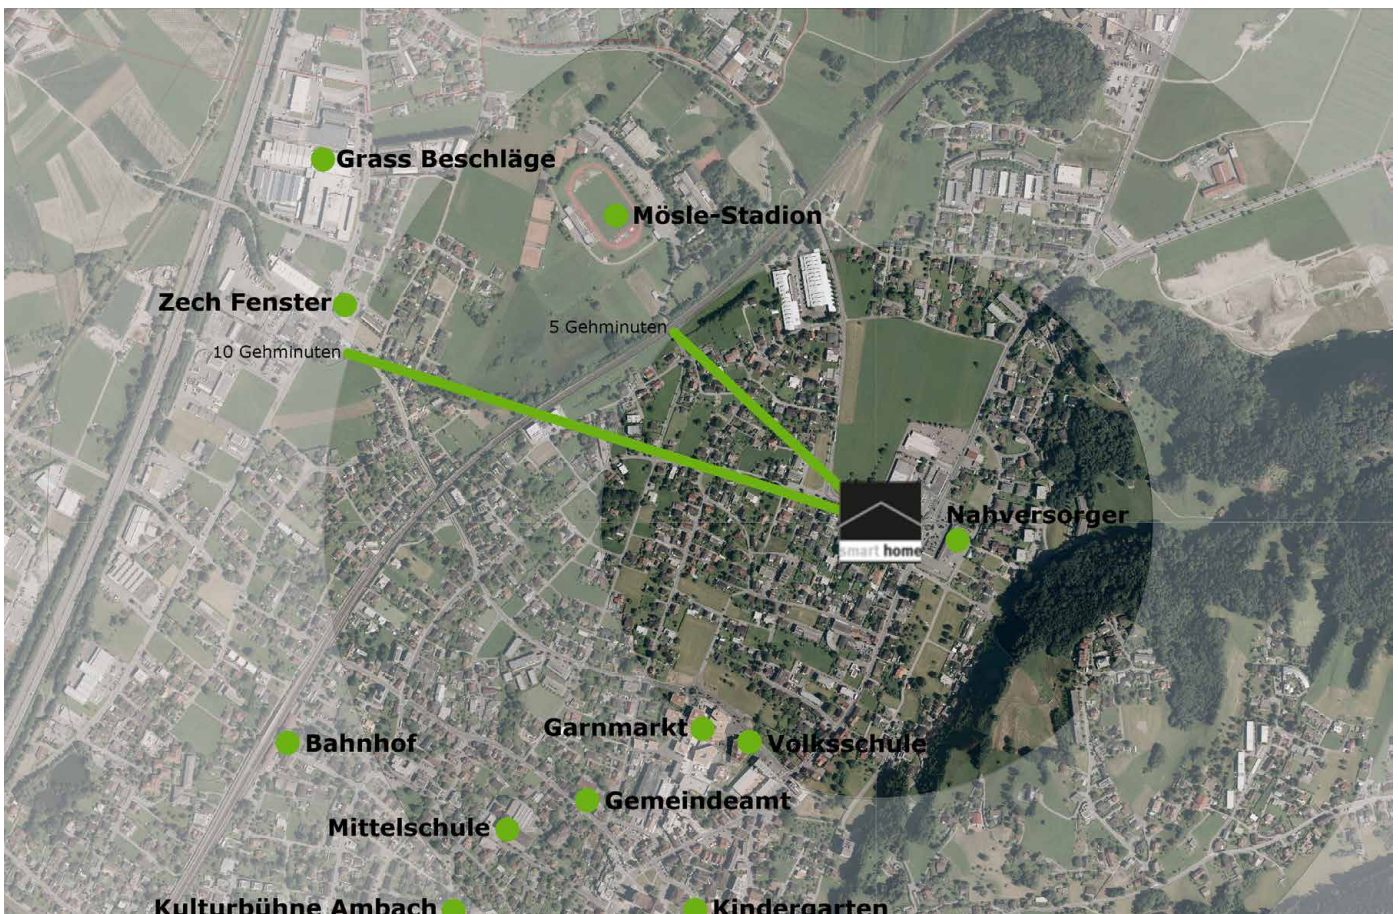 Grass Beschläge
Mösle-Stadion
Zech Fenster
5 Gehminuten
10 Gehminuten
Nahversorger
smart home
Garnmarkt
Volksschule
Bahnhof
Gemeindeamt
Mittelschule
Kulturbühne Ambach
Kindergarten